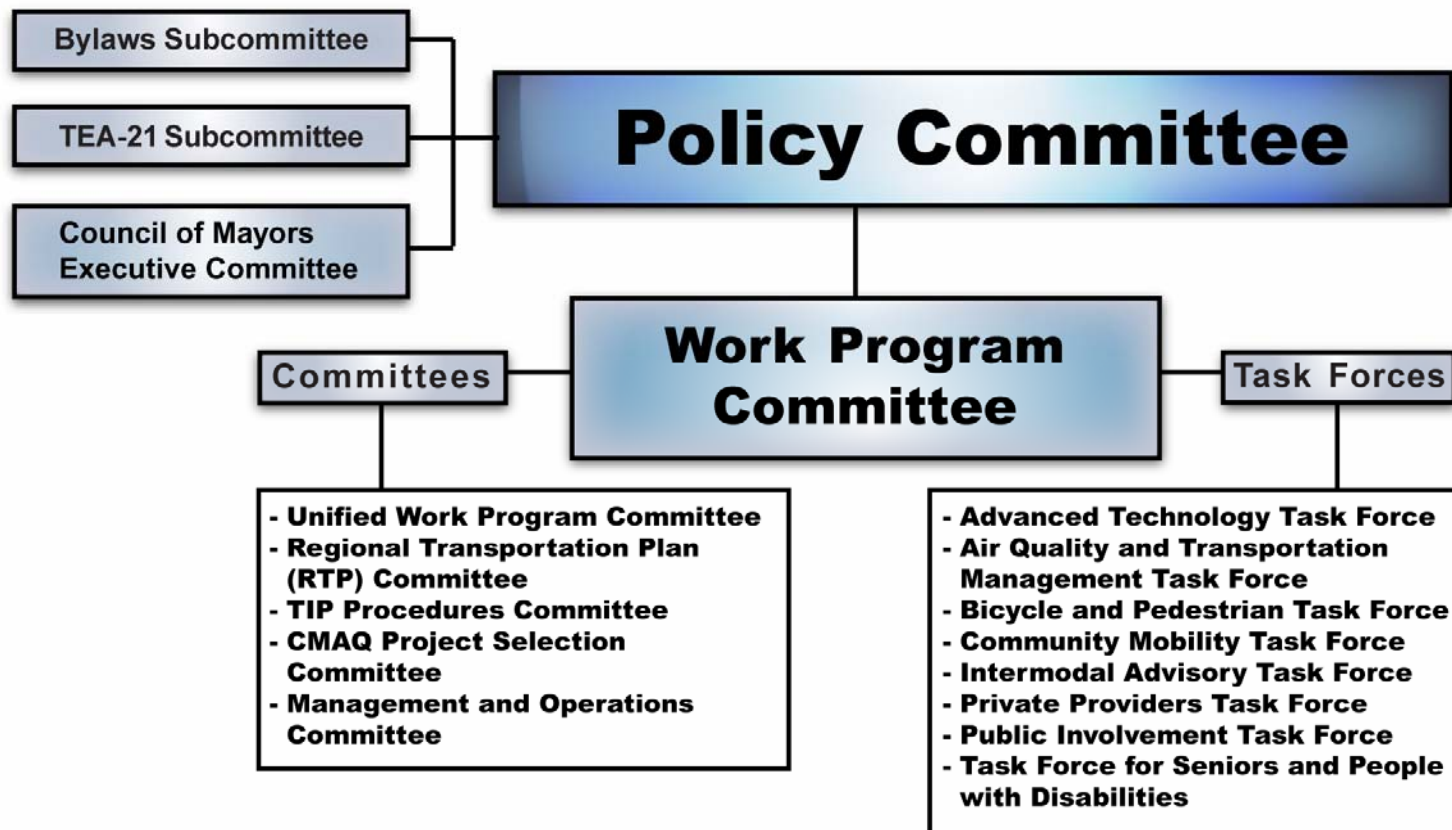 Bylaws Subcommittee
TEA-21 Subcommittee
Council of Mayors
Executive Committee
Policy Committee
Work Program
Committee
Committees
Task Forces
- Unified Work Program Committee
- Regional Transportation Plan
(RTP) Committee
- TIP Procedures Committee
- CMAQ Project Selection
Committee
- Management and Operations
Committee
- Advanced Technology Task Force
- Air Quality and Transportation
Management Task Force
- Bicycle and Pedestrian Task Force
- Community Mobility Task Force
- Intermodal Advisory Task Force
- Private Providers Task Force
- Public Involvement Task Force
- Task Force for Seniors and People
with Disabilities